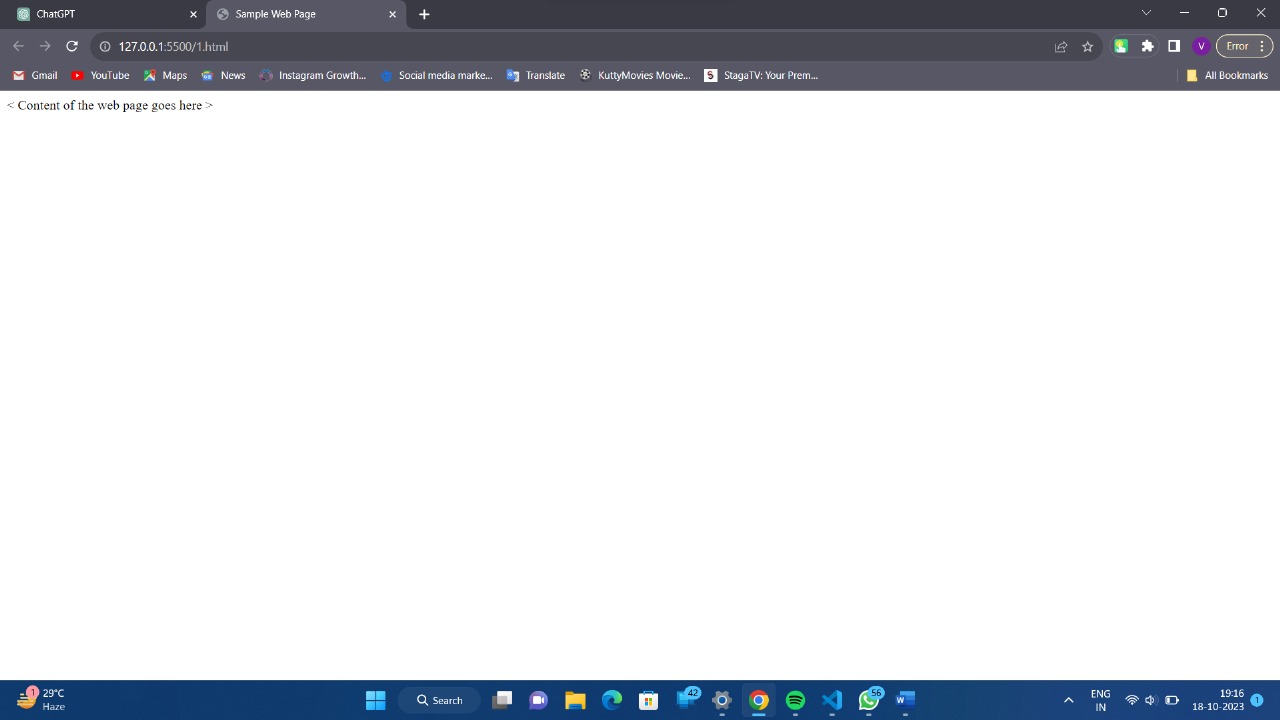 ChatGPT
Sample Web Page
127.0.0.1:5500/1.html
V
Error
Gmail
YouTube
Maps
News
Instagram Growth...
Social media marke...
Translate
KuttyMovies Movie...
S
StagaTV: Your Prem...
All Bookmarks
< Content of the web page goes here >
1
29°C
Haze
Search
42
56
W
ENG
IN
19:16
18-10-2023
1